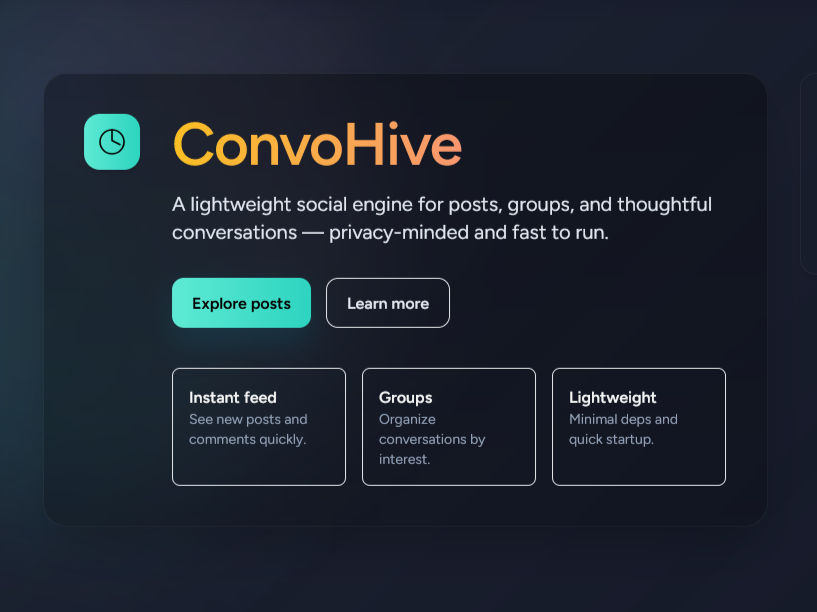 ConvoHive
A lightweight social engine for posts, groups, and thoughtful
conversations — privacy-minded and fast to run.
Explore posts
Learn more
Instant feed
See new posts and
comments quickly.
Groups
Organize
conversations by
interest.
Lightweight
Minimal deps and
quick startup.